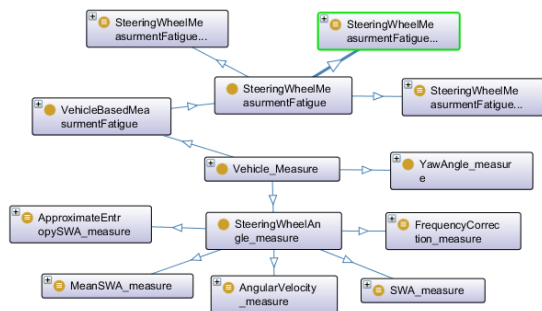 SteeringWheelMe
asurmentFatigue...
SteeringWheelMe
asurmentFatigue...
SteeringWheelMe
asurmentFatigue
SteeringWheelMe
asurmentFatigue...
VehicleBasedMea
surmentFatigue
Vehicle_Measure
YawAngle_measur
e
ApproximateEntr
opySWA_measure
SteeringWheelAn
gle_measure
FrequencyCorrec
tion_measure
MeanSWA_measure
AngularVelocity
_measure
SWA_measure